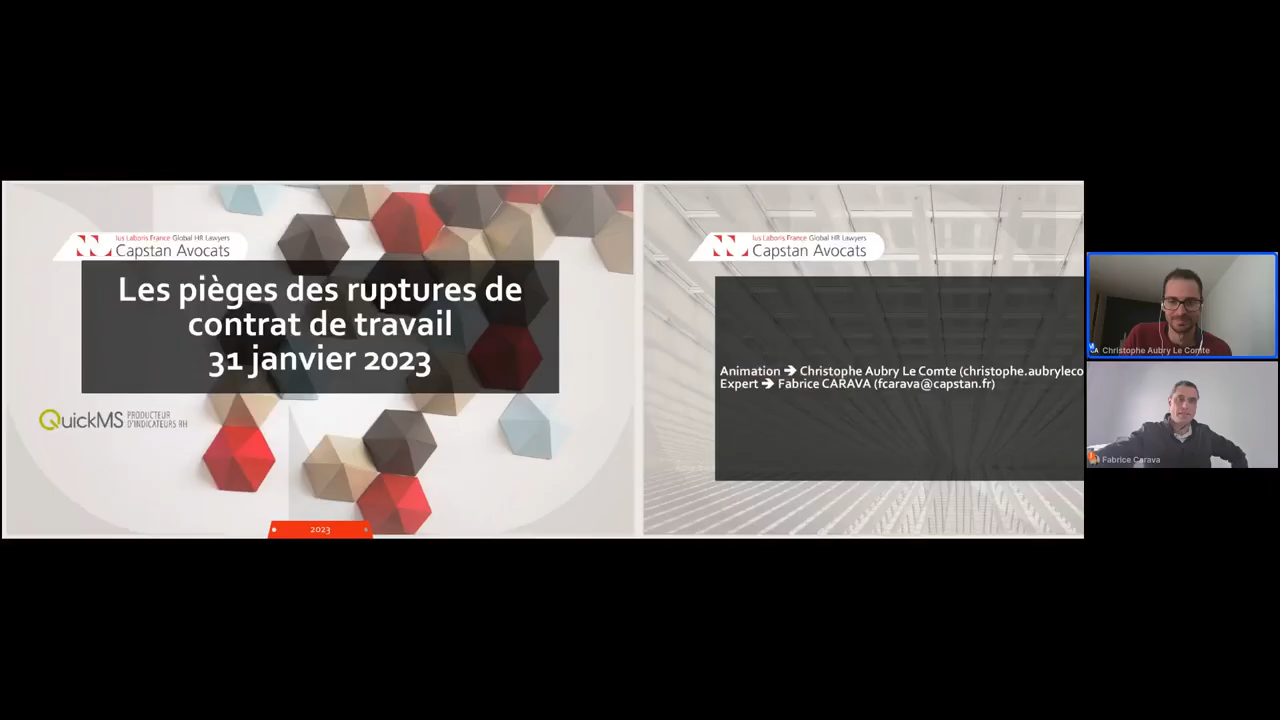 Ius Laboris France Global HR Lawyers
Capstan Avocats
Les pièges des ruptures de
contrat de travail
31 janvier 2023
QuickMS PRODUCTEUR
D'INDICATEURS RH
2023
Ius Laboris France Global HR Lawyers
Capstan Avocats
Animation ➔ Christophe Aubry Le Comte (christophe.aubryleco
Expert ➔ Fabrice CARAVA (fcarava@capstan.fr)
Christophe Aubry Le Comte
Fabrice Carava